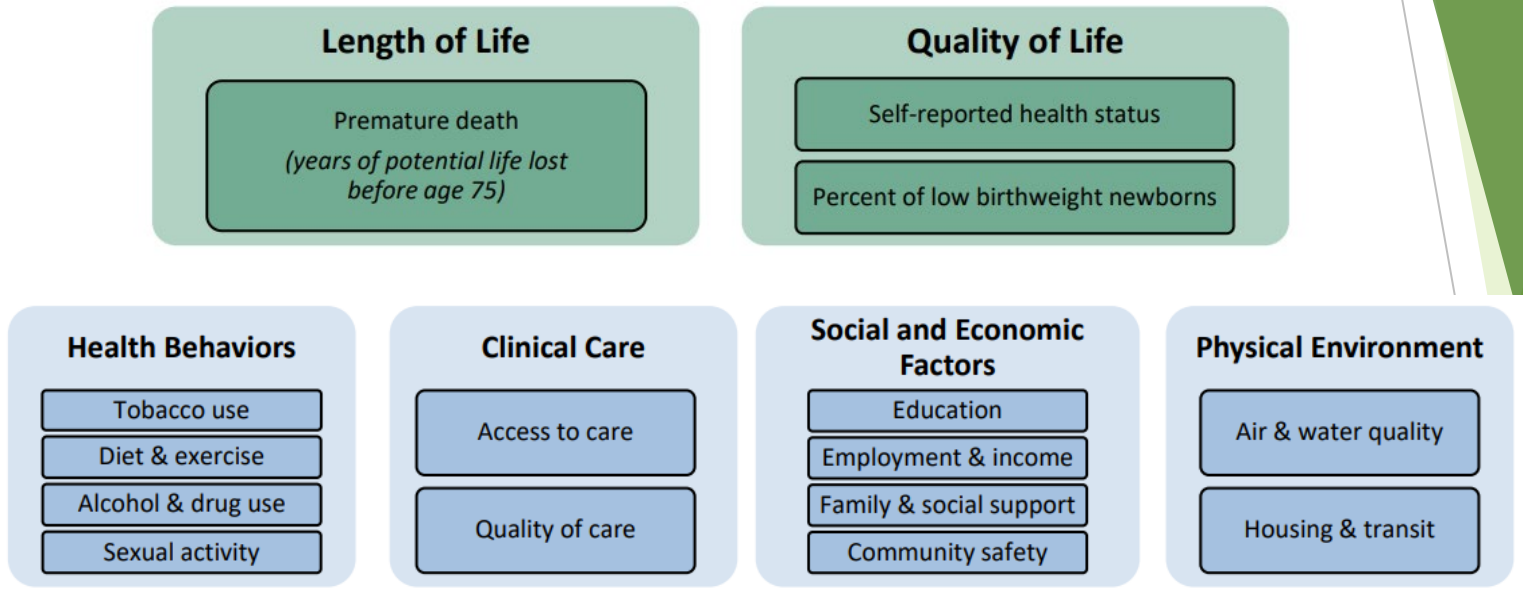 Length of Life
Premature death
(years of potential life lost
before age 75)
Quality of Life
Self-reported health status
Percent of low birthweight newborns
Health Behaviors
Tobacco use
Diet & exercise
Alcohol & drug use
Sexual activity
Clinical Care
Access to care
Quality of care
Social and Economic
Factors
Education
Employment & income
Family & social support
Community safety
Physical Environment
Air & water quality
Housing & transit